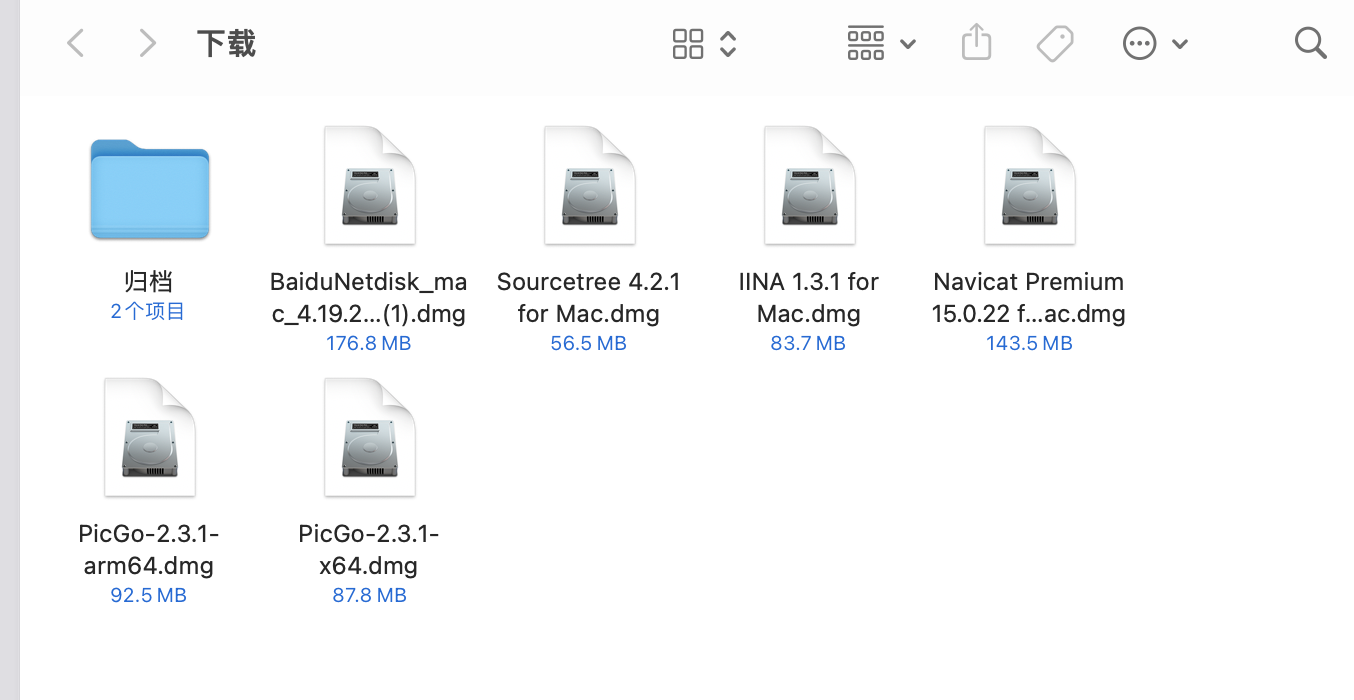 下载
归档
2个项目
BaiduNetdisk_ma
c_4.19.2...(1).dmg
176.8 MB
Sourcetree 4.2.1
for Mac.dmg
56.5 MB
IINA 1.3.1 for
Mac.dmg
83.7 MB
Navicat Premium
15.0.22 f...ac.dmg
143.5 MB
PicGo-2.3.1-
arm64.dmg
92.5 MB
PicGo-2.3.1-
x64.dmg
87.8 MB